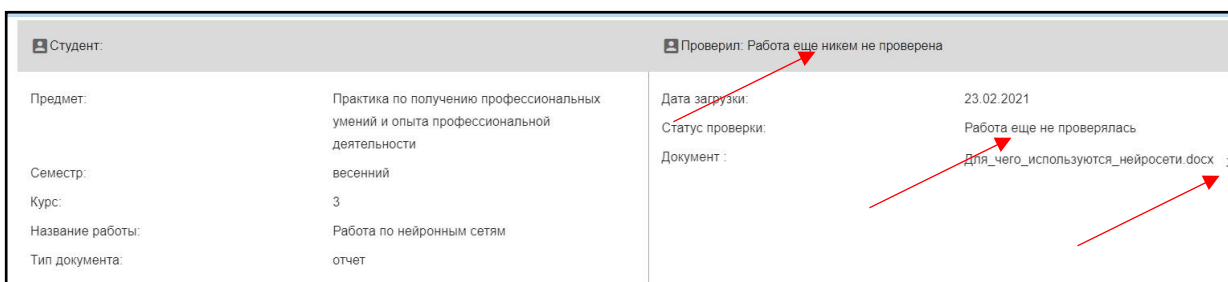 Студент:
Проверил: Работа еще никем не проверена
Предмет:
Практика по получению профессиональных
умений и опыта профессиональной
деятельности
Семестр:
весенний
Курс:
3
Название работы:
Работа по нейронным сетям
Тип документа:
отчет
Дата загрузки:
23.02.2021
Статус проверки:
Работа еще не проверялась
Документ :
Для_чего_используются_нейросети.docx